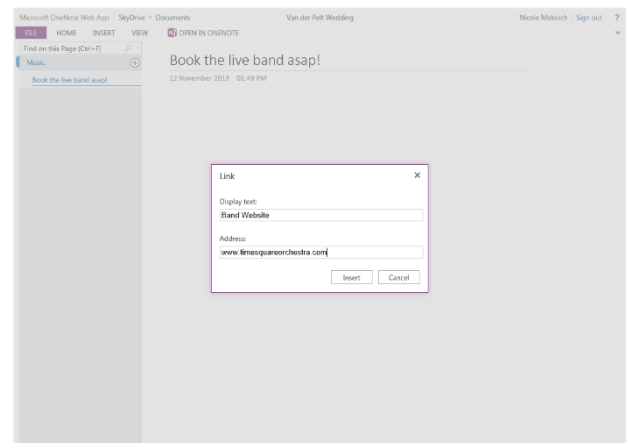 Microsoft OneNote Web App | SkyDrive › Documents Van der Pelt Wedding Nicole Mekioch | Sign out ?
FILE HOME INSERT VIEW OPEN IN ONENOTE
Find on this Page (Ctrl+F)
Music
Book the live band asap!
Book the live band asap!
12 November 2013 01:49 PM
Link
Display text:
Band Website
Address:
www.timesquareorchestra.com
Insert Cancel